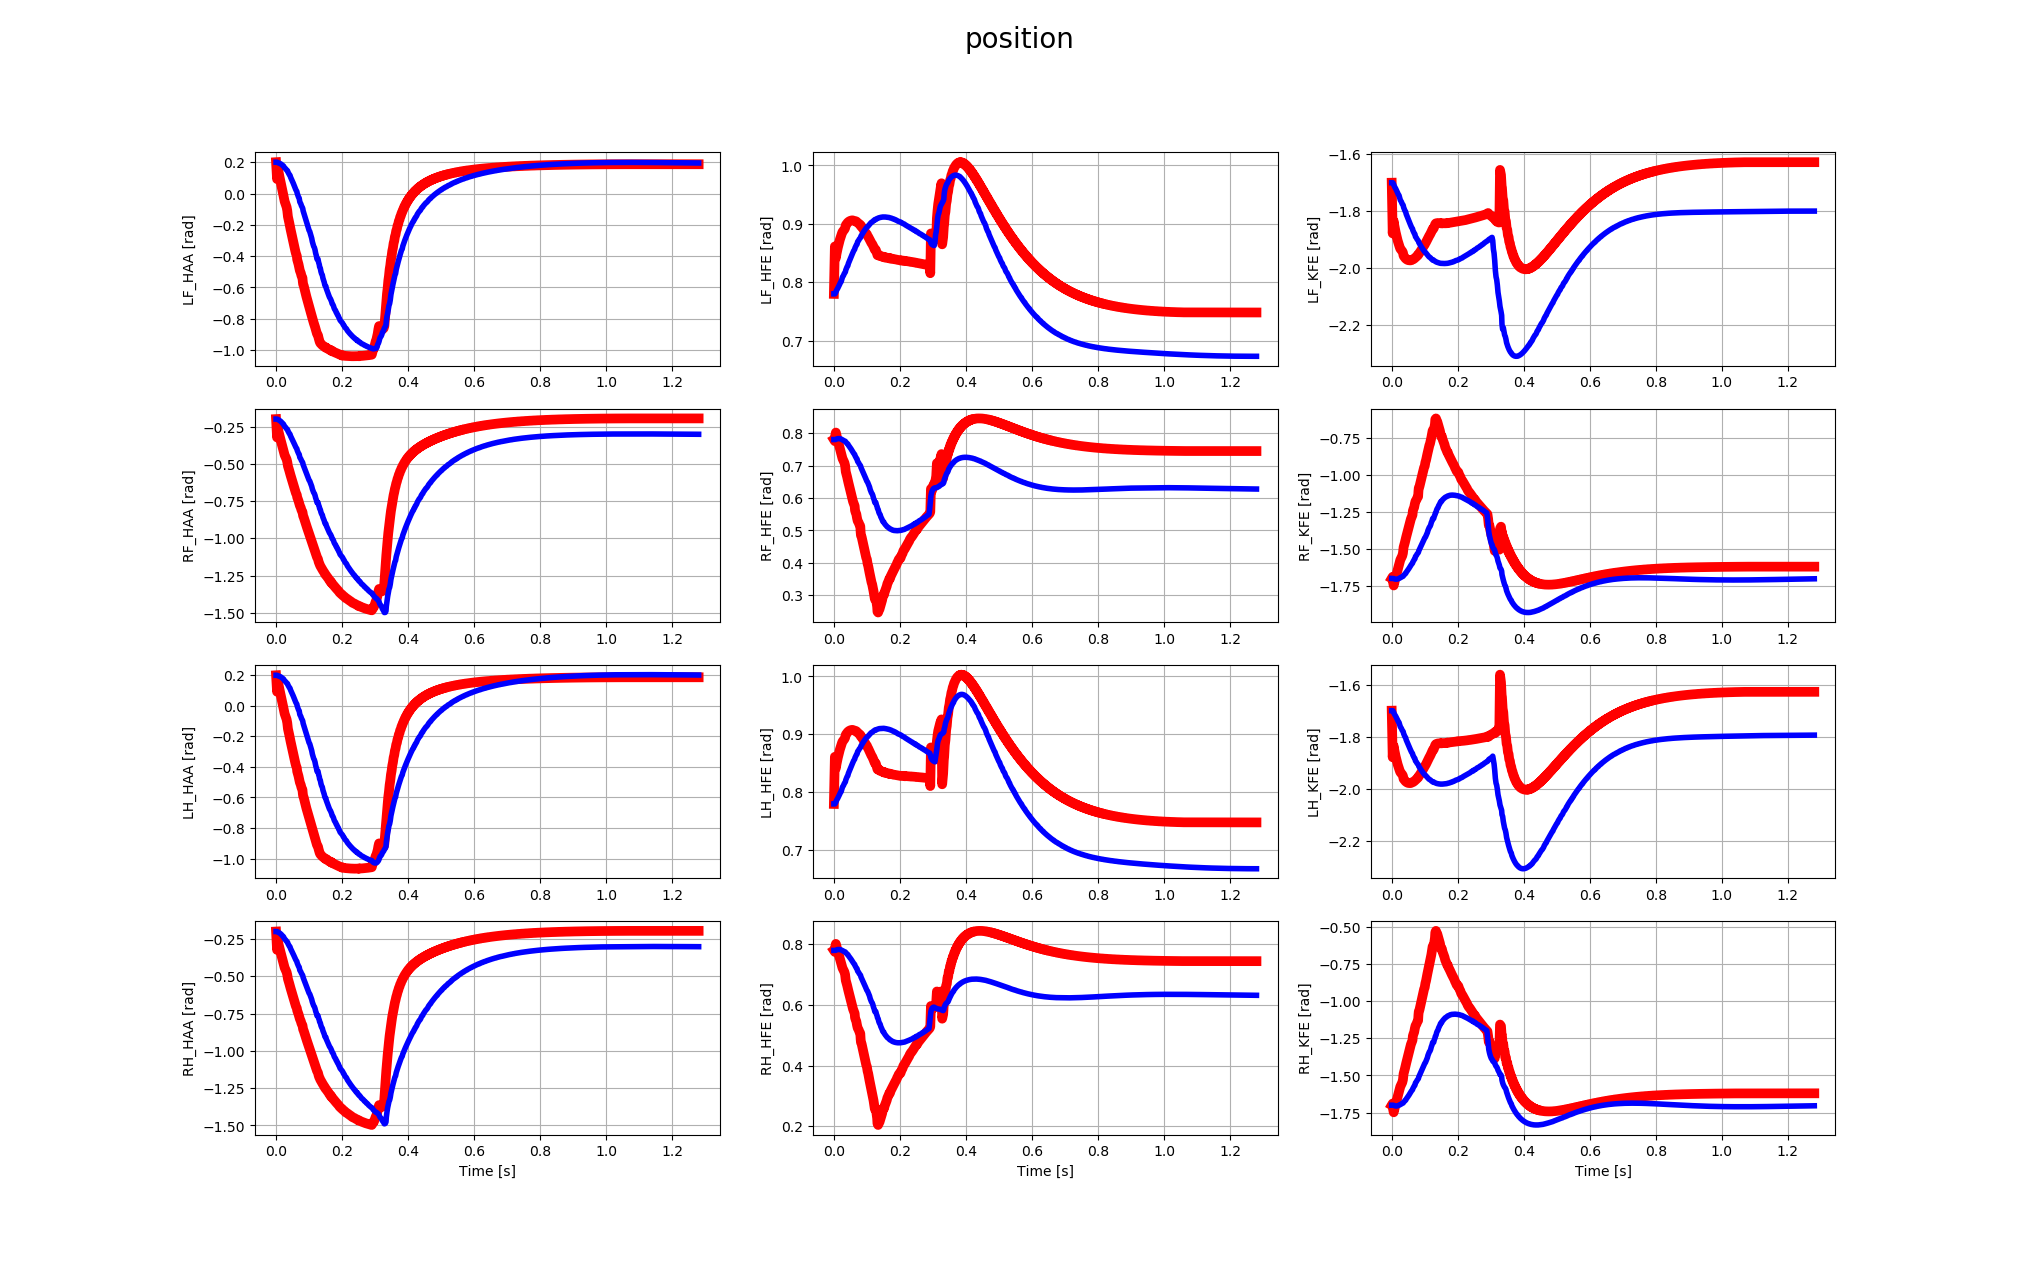 position
LF_HAA [rad]
0.2
0.0
−0.2
−0.4
−0.6
−0.8
−1.0
0.0 0.2 0.4 0.6 0.8 1.0 1.2
LF_HFE [rad]
1.0
0.9
0.8
0.7
0.0 0.2 0.4 0.6 0.8 1.0 1.2
LF_KFE [rad]
−1.6
−1.8
−2.0
−2.2
0.0 0.2 0.4 0.6 0.8 1.0 1.2
RF_HAA [rad]
−0.25
−0.50
−0.75
−1.00
−1.25
−1.50
0.0 0.2 0.4 0.6 0.8 1.0 1.2
RF_HFE [rad]
0.8
0.7
0.6
0.5
0.4
0.3
0.0 0.2 0.4 0.6 0.8 1.0 1.2
RF_KFE [rad]
−0.75
−1.00
−1.25
−1.50
−1.75
0.0 0.2 0.4 0.6 0.8 1.0 1.2
LH_HAA [rad]
0.2
0.0
−0.2
−0.4
−0.6
−0.8
−1.0
0.0 0.2 0.4 0.6 0.8 1.0 1.2
LH_HFE [rad]
1.0
0.9
0.8
0.7
0.0 0.2 0.4 0.6 0.8 1.0 1.2
LH_KFE [rad]
−1.6
−1.8
−2.0
−2.2
0.0 0.2 0.4 0.6 0.8 1.0 1.2
RH_HAA [rad]
−0.25
−0.50
−0.75
−1.00
−1.25
−1.50
0.0 0.2 0.4 0.6 0.8 1.0 1.2
Time [s]
RH_HFE [rad]
0.8
0.6
0.4
0.2
0.0 0.2 0.4 0.6 0.8 1.0 1.2
Time [s]
RH_KFE [rad]
−0.50
−0.75
−1.00
−1.25
−1.50
−1.75
0.0 0.2 0.4 0.6 0.8 1.0 1.2
Time [s]